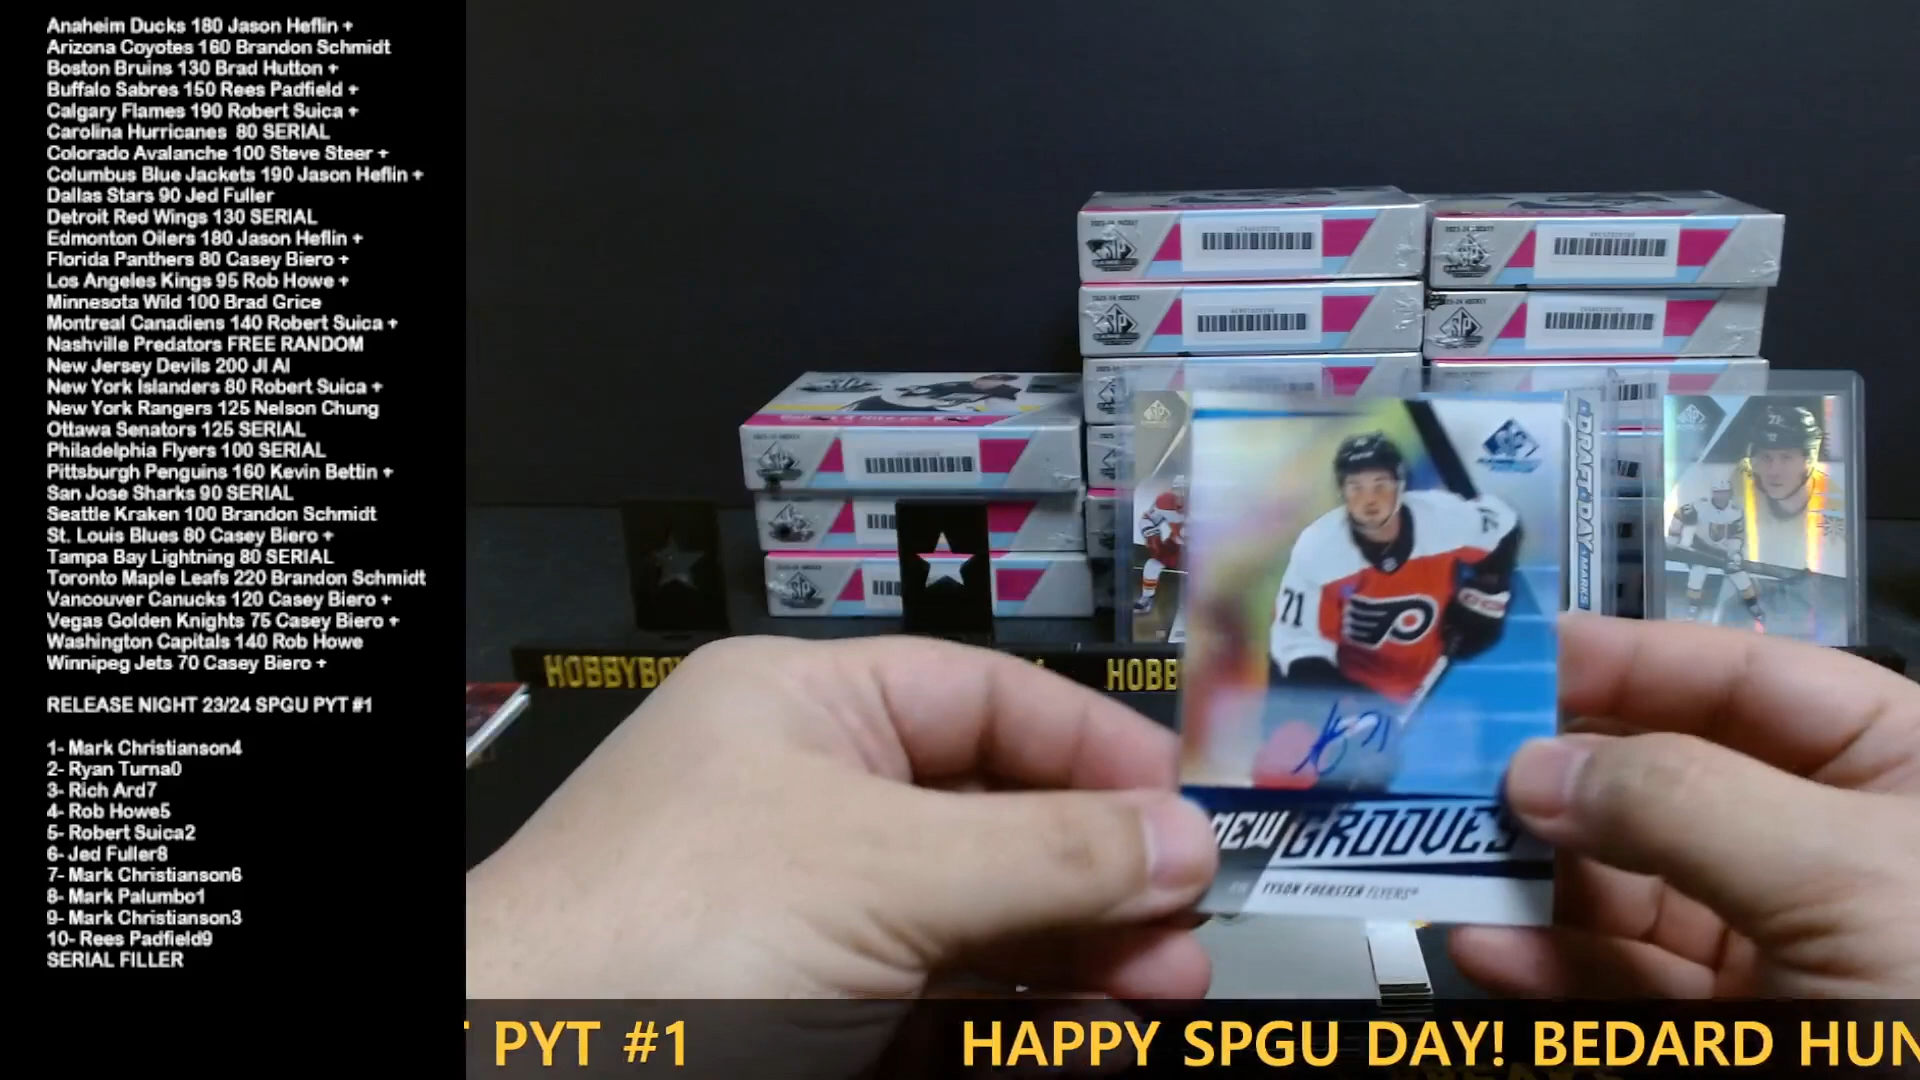 Anaheim Ducks 180 Jason Heflin +
Arizona Coyotes 160 Brandon Schmidt
Boston Bruins 130 Brad Hutton +
Buffalo Sabres 150 Rees Padfield +
Calgary Flames 190 Robert Suica +
Carolina Hurricanes  80 SERIAL
Colorado Avalanche 100 Steve Steer +
Columbus Blue Jackets 190 Jason Heflin +
Dallas Stars 90 Jed Fuller
Detroit Red Wings 130 SERIAL
Edmonton Oilers 180 Jason Heflin +
Florida Panthers 80 Casey Biero +
Los Angeles Kings 95 Rob Howe +
Minnesota Wild 100 Brad Grice
Montreal Canadiens 140 Robert Suica +
Nashville Predators FREE RANDOM
New Jersey Devils 200 JI AI
New York Islanders 80 Robert Suica +
New York Rangers 125 Nelson Chung
Ottawa Senators 125 SERIAL
Philadelphia Flyers 100 SERIAL
Pittsburgh Penguins 160 Kevin Bettin +
San Jose Sharks 90 SERIAL
Seattle Kraken 100 Brandon Schmidt
St. Louis Blues 80 Casey Biero +
Tampa Bay Lightning 80 SERIAL
Toronto Maple Leafs 220 Brandon Schmidt
Vancouver Canucks 120 Casey Biero +
Vegas Golden Knights 75 Casey Biero +
Washington Capitals 140 Rob Howe
Winnipeg Jets 70 Casey Biero +
RELEASE NIGHT 23/24 SPGU PYT #1
1- Mark Christianson4
2- Ryan Turna0
3- Rich Ard7
4- Rob Howe5
5- Robert Suica2
6- Jed Fuller8
7- Mark Christianson6
8- Mark Palumbo1
9- Mark Christianson3
10- Rees Padfield9
SERIAL FILLER
DRAFT DAY MARKS
71
71
HOBBYBO
HOBB
NEW GROOVES
TYSON FOERSTER FLYERS
PYT #1
HAPPY SPGU DAY! BEDARD HUN